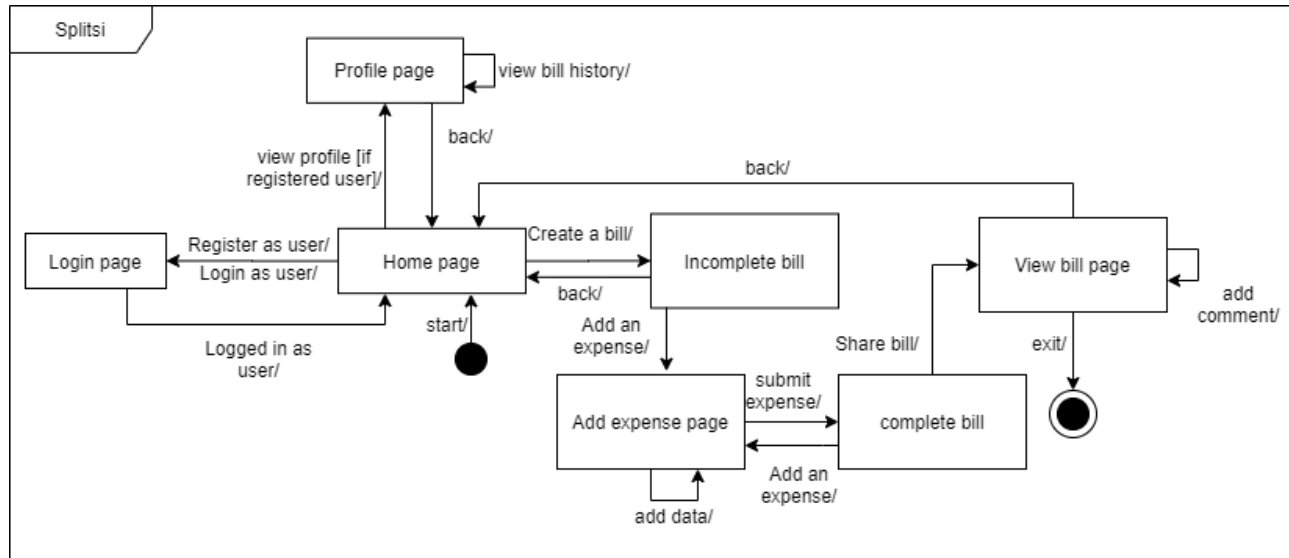 Splitsi
Profile page
view bill history/
back/
view profile [if
registered user]/
back/
Register as user/
Create a bill/
Login page
Home page
Incomplete bill
View bill page
Login as user/
back/
add
comment/
start/
Add an
expense/
Logged in as
user/
Share bill/
exit/
submit
expense/
Add expense page
complete bill
Add an
expense/
add data/